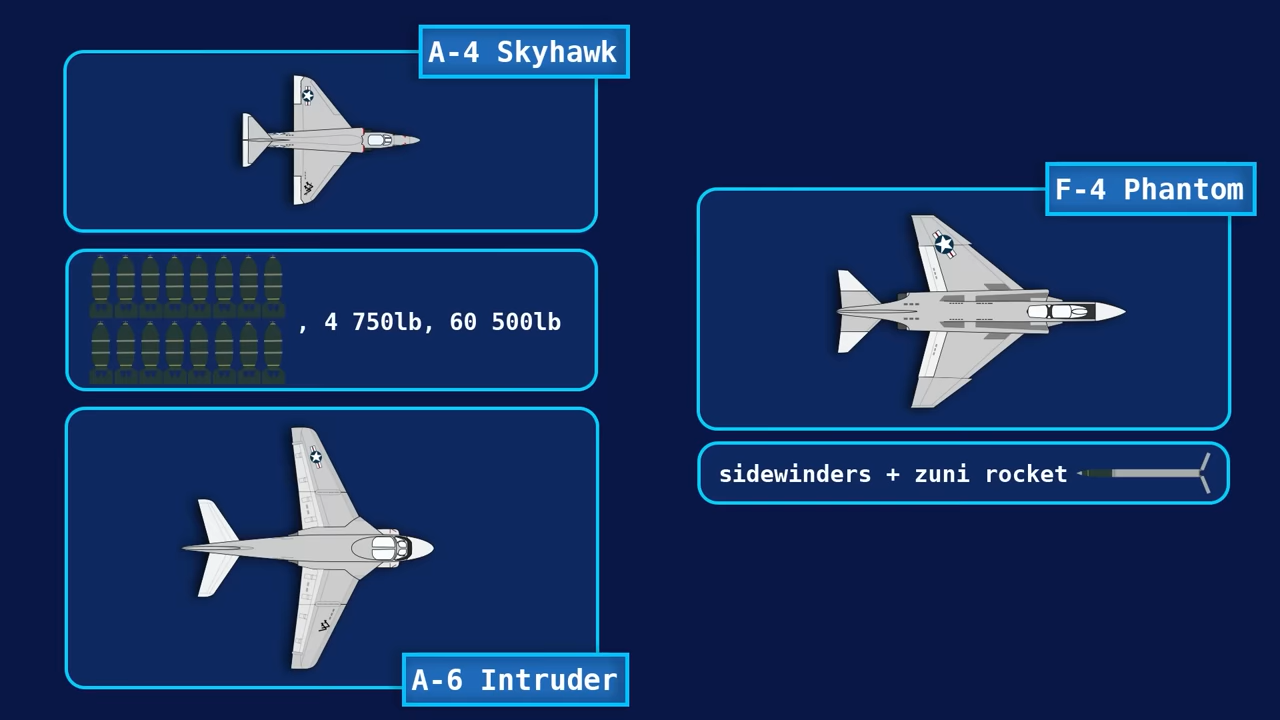 A-4 Skyhawk
, 4 750lb, 60 500lb
A-6 Intruder
F-4 Phantom
sidewinders + zuni rocket